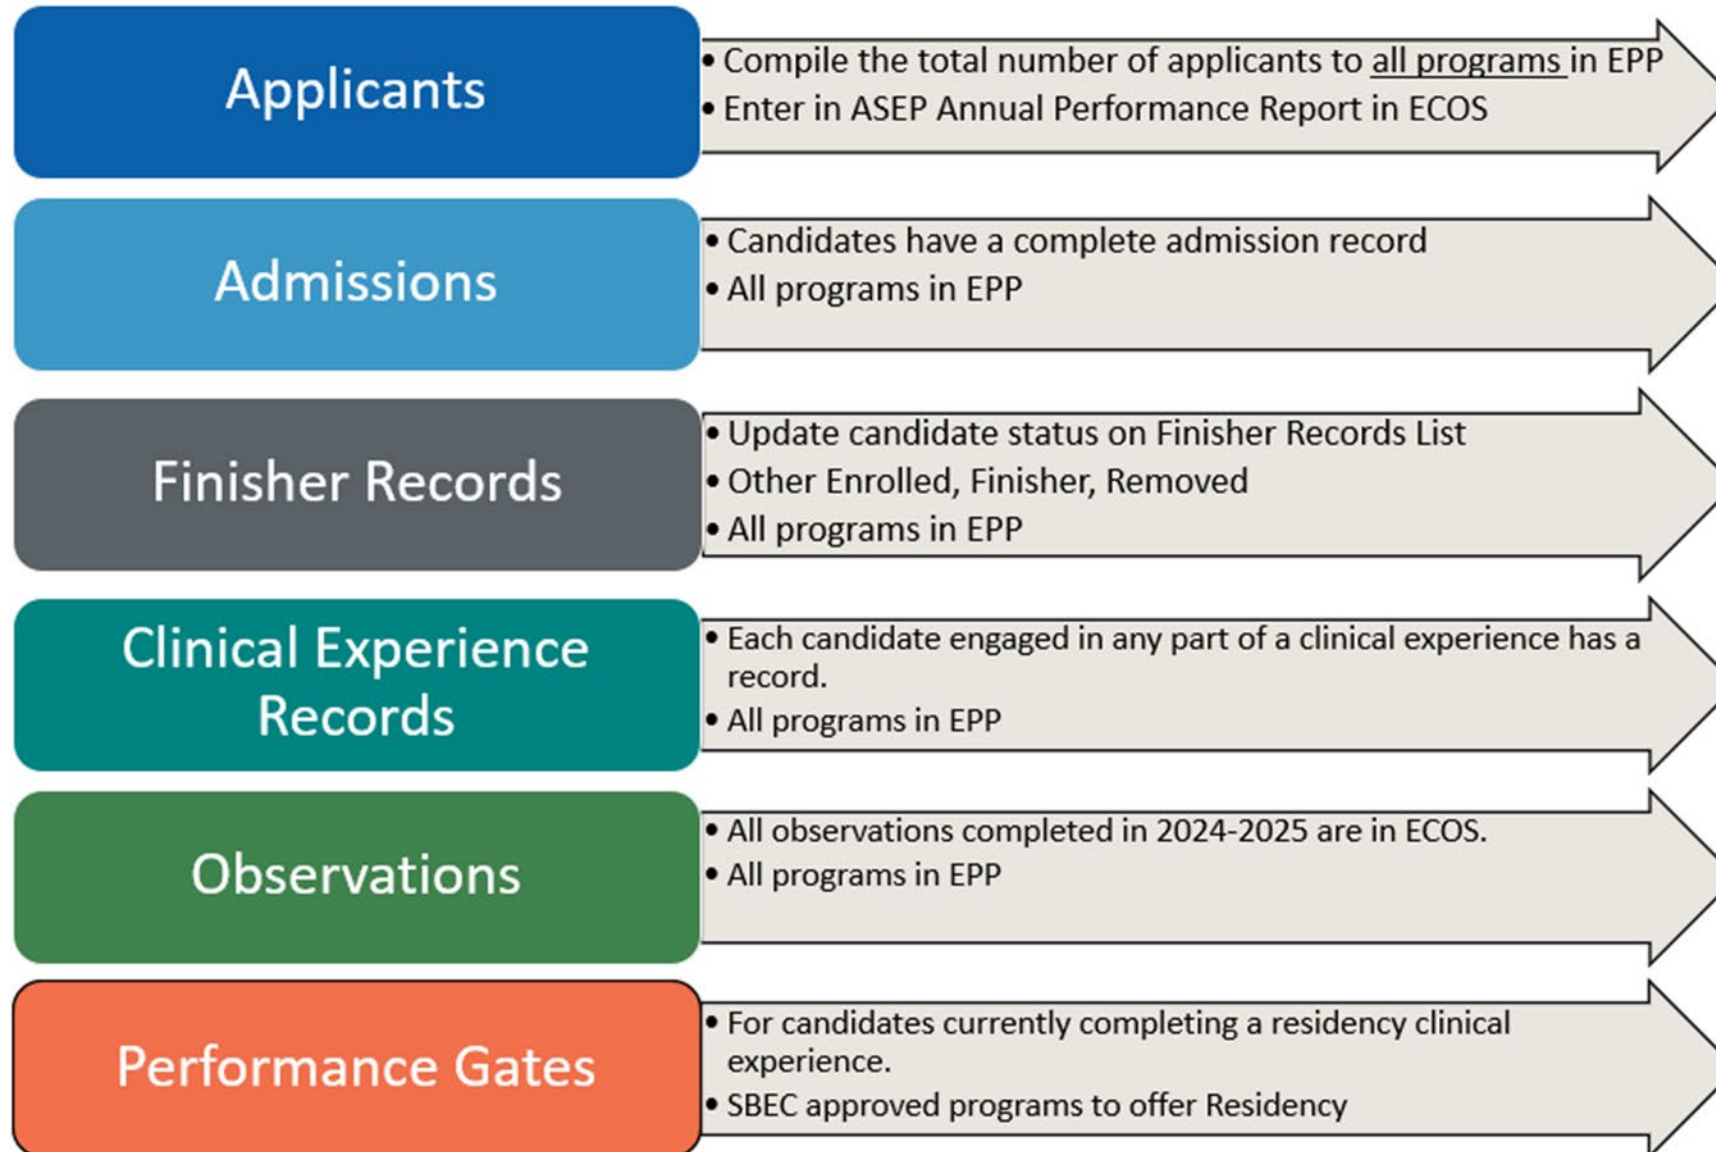 Applicants
• Compile the total number of applicants to all programs in EPP
• Enter in ASEP Annual Performance Report in ECOS
Admissions
• Candidates have a complete admission record
• All programs in EPP
Finisher Records
• Update candidate status on Finisher Records List
• Other Enrolled, Finisher, Removed
• All programs in EPP
Clinical Experience
Records
• Each candidate engaged in any part of a clinical experience has a
record.
• All programs in EPP
Observations
• All observations completed in 2024-2025 are in ECOS.
• All programs in EPP
Performance Gates
• For candidates currently completing a residency clinical
experience.
• SBEC approved programs to offer Residency